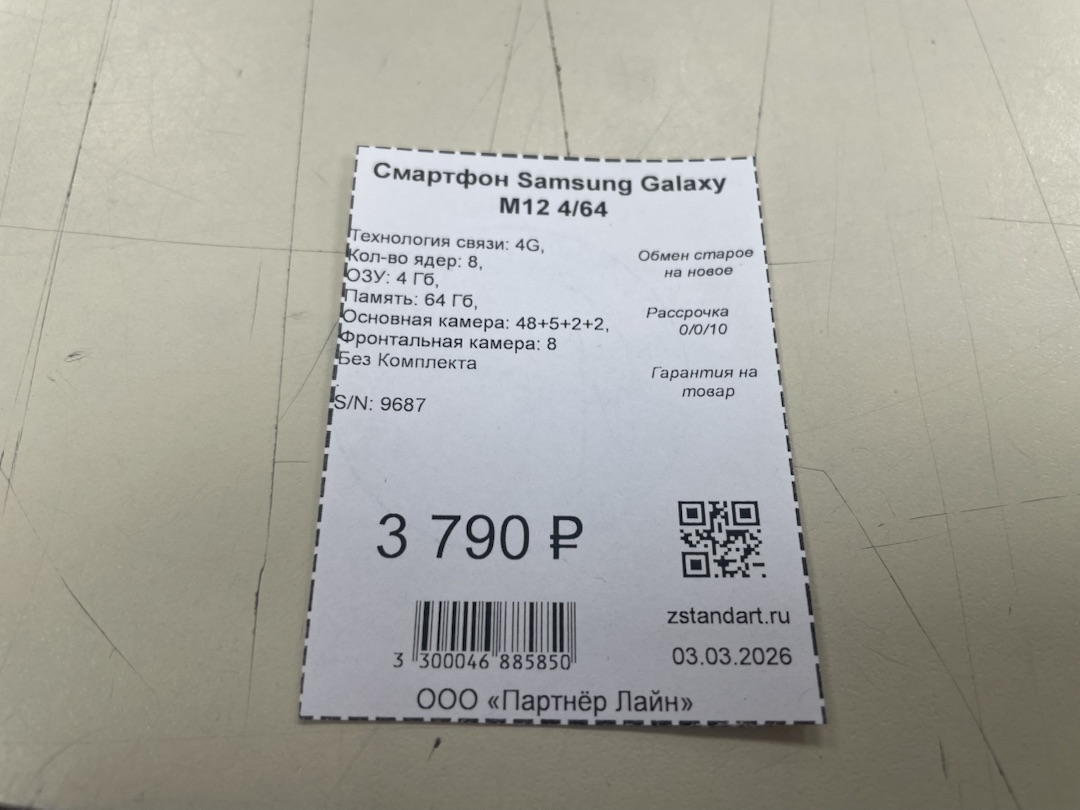 Смартфон Samsung Galaxy
M12 4/64
Технология связи: 4G,
Кол-во ядер: 8,
ОЗУ: 4 Гб,
Память: 64 Гб,
Основная камера: 48+5+2+2,
Фронтальная камера: 8
Без Комплекта
.
S/N: 9687
Обмен старое
на новое
Рассрочка
0/0/10
Гарантия на
товар
3 790 ₽
3 300046 885850
zstandart.ru
03.03.2026
ООО «Партнёр Лайн»